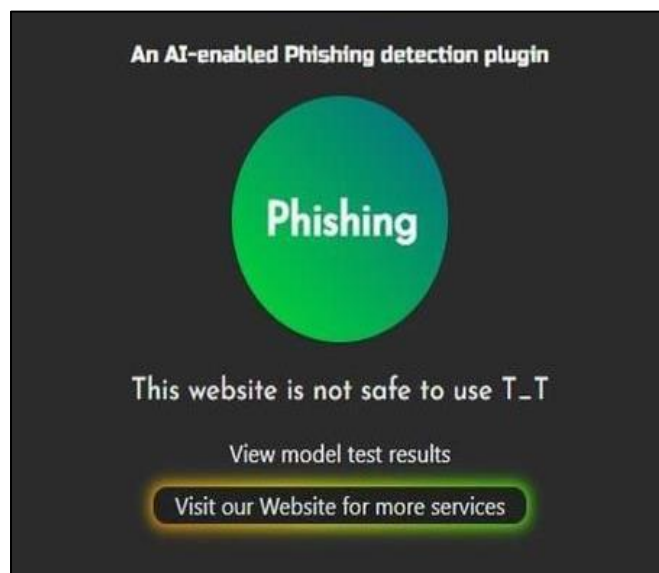 An AI-enabled Phishing detection plugin
Phishing
This website is not safe to use T_T
View model test results
Visit our Website for more services